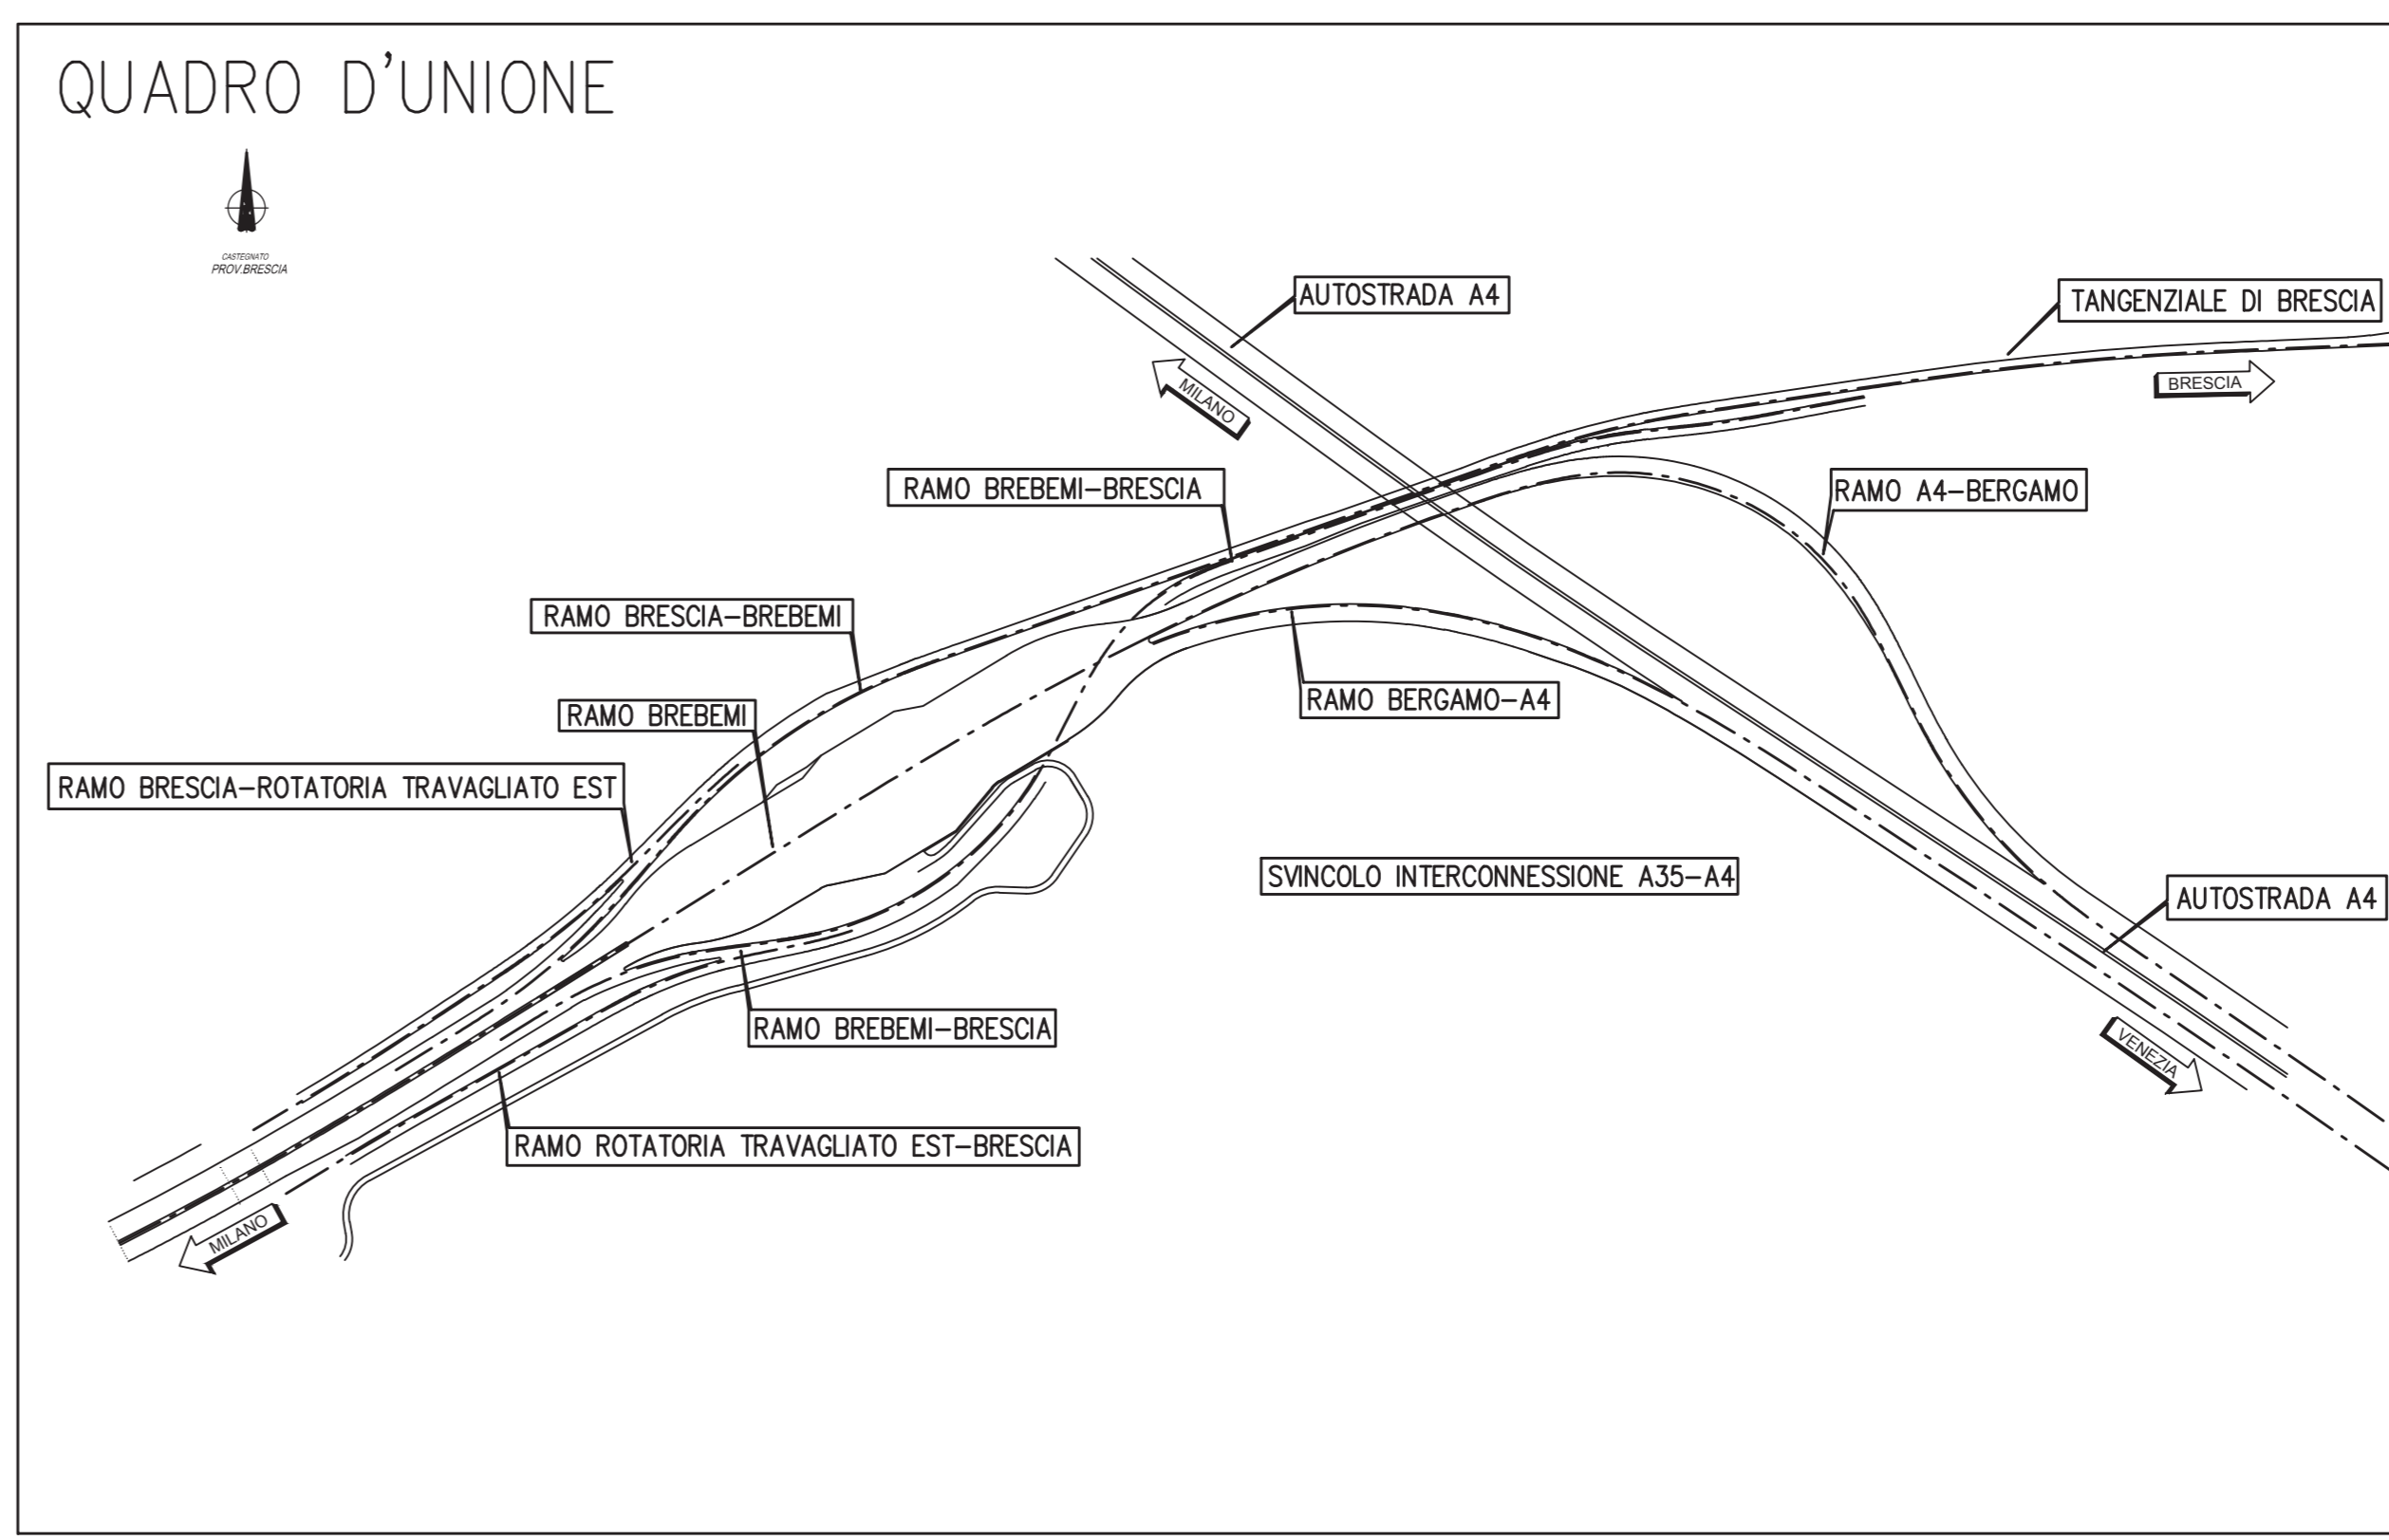 QUADRO D'UNIONE
CASTEGNATO
PROV.BRESCIA
AUTOSTRADA A4
TANGENZIALE DI BRESCIA
MILANO
BRESCIA
RAMO BREBEMI-BRESCIA
RAMO A4-BERGAMO
RAMO BRESCIA-BREBEMI
RAMO BREBEMI
RAMO BERGAMO-A4
RAMO BRESCIA-ROTATORIA TRAVAGLIATO EST
SVINCOLO INTERCONNESSIONE A35-A4
AUTOSTRADA A4
RAMO BREBEMI-BRESCIA
VENEZIA
RAMO ROTATORIA TRAVAGLIATO EST-BRESCIA
MILANO